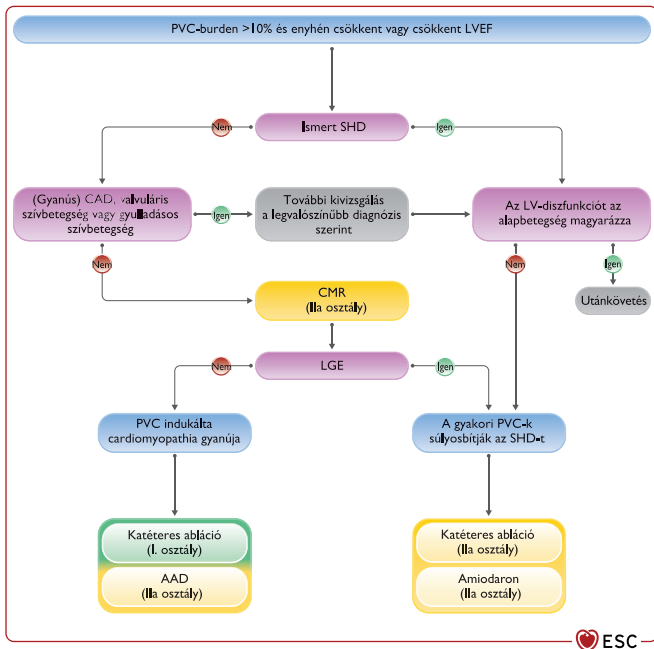 PVC-burden >10% és enyhén csökkent vagy csökkent LVEF
Nem
Ismert SHD
Igen
(Gyanús) CAD, valvuláris
szívbetegség vagy gyulladásos
szívbetegség
Igen
További kivizsgálás
a legvalószínűbb diagnózis
szerint
Az LV-diszfunkciót az
alapbetegség magyarázza
Nem
Nem
Igen
CMR
(IIa osztály)
Utánkövetés
Nem
LGE
Igen
PVC indukálta
cardiomyopathia gyanúja
A gyakori PVC-k
súlyosbítják az SHD-t
Katéteres abláció
(I. osztály)
AAD
(IIa osztály)
Katéteres abláció
(IIa osztály)
Amiodaron
(IIa osztály)
ESC